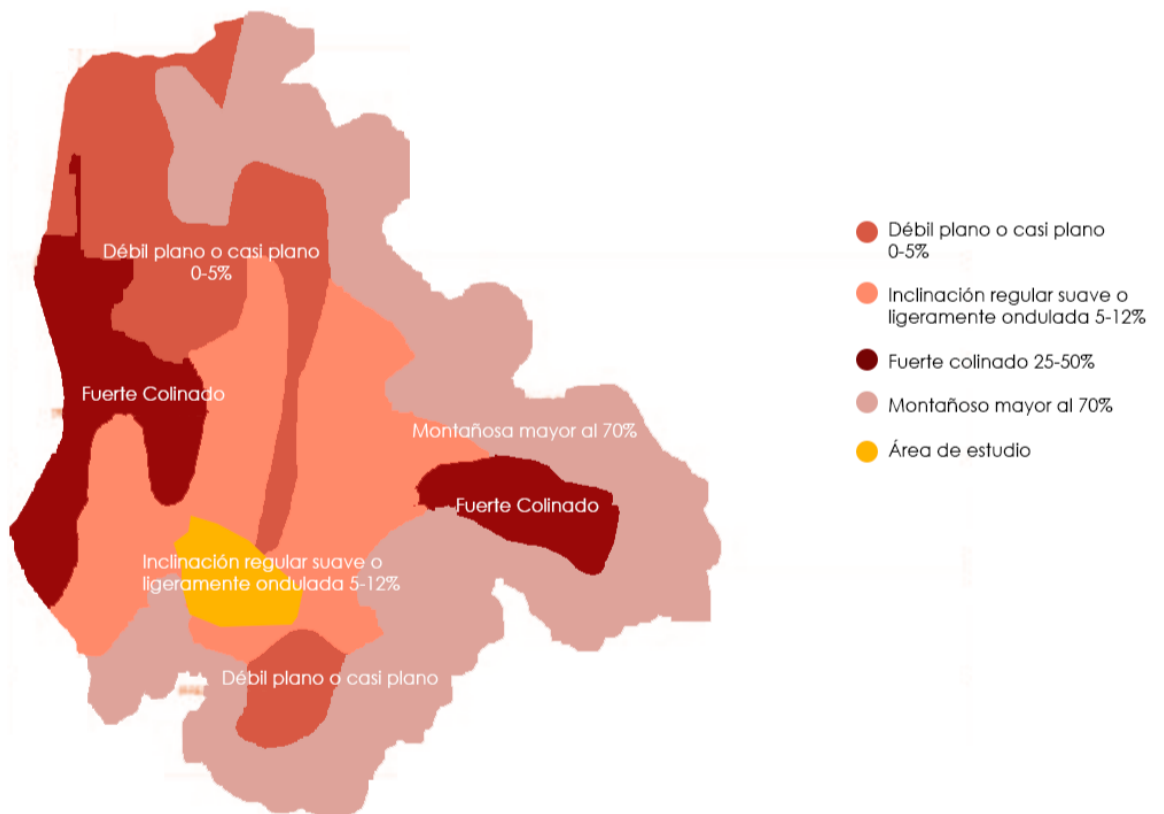 Débil plano o casi plano
0-5%
Fuerte Colinado
Montañosa mayor al 70%
Fuerte Colinado
Inclinación regular suave o
ligeramente ondulada 5-12%
Débil plano o casi plano
Débil plano o casi plano
0-5%
Inclinación regular suave o
ligeramente ondulada 5-12%
Fuerte colinado 25-50%
Montañoso mayor al 70%
Área de estudio